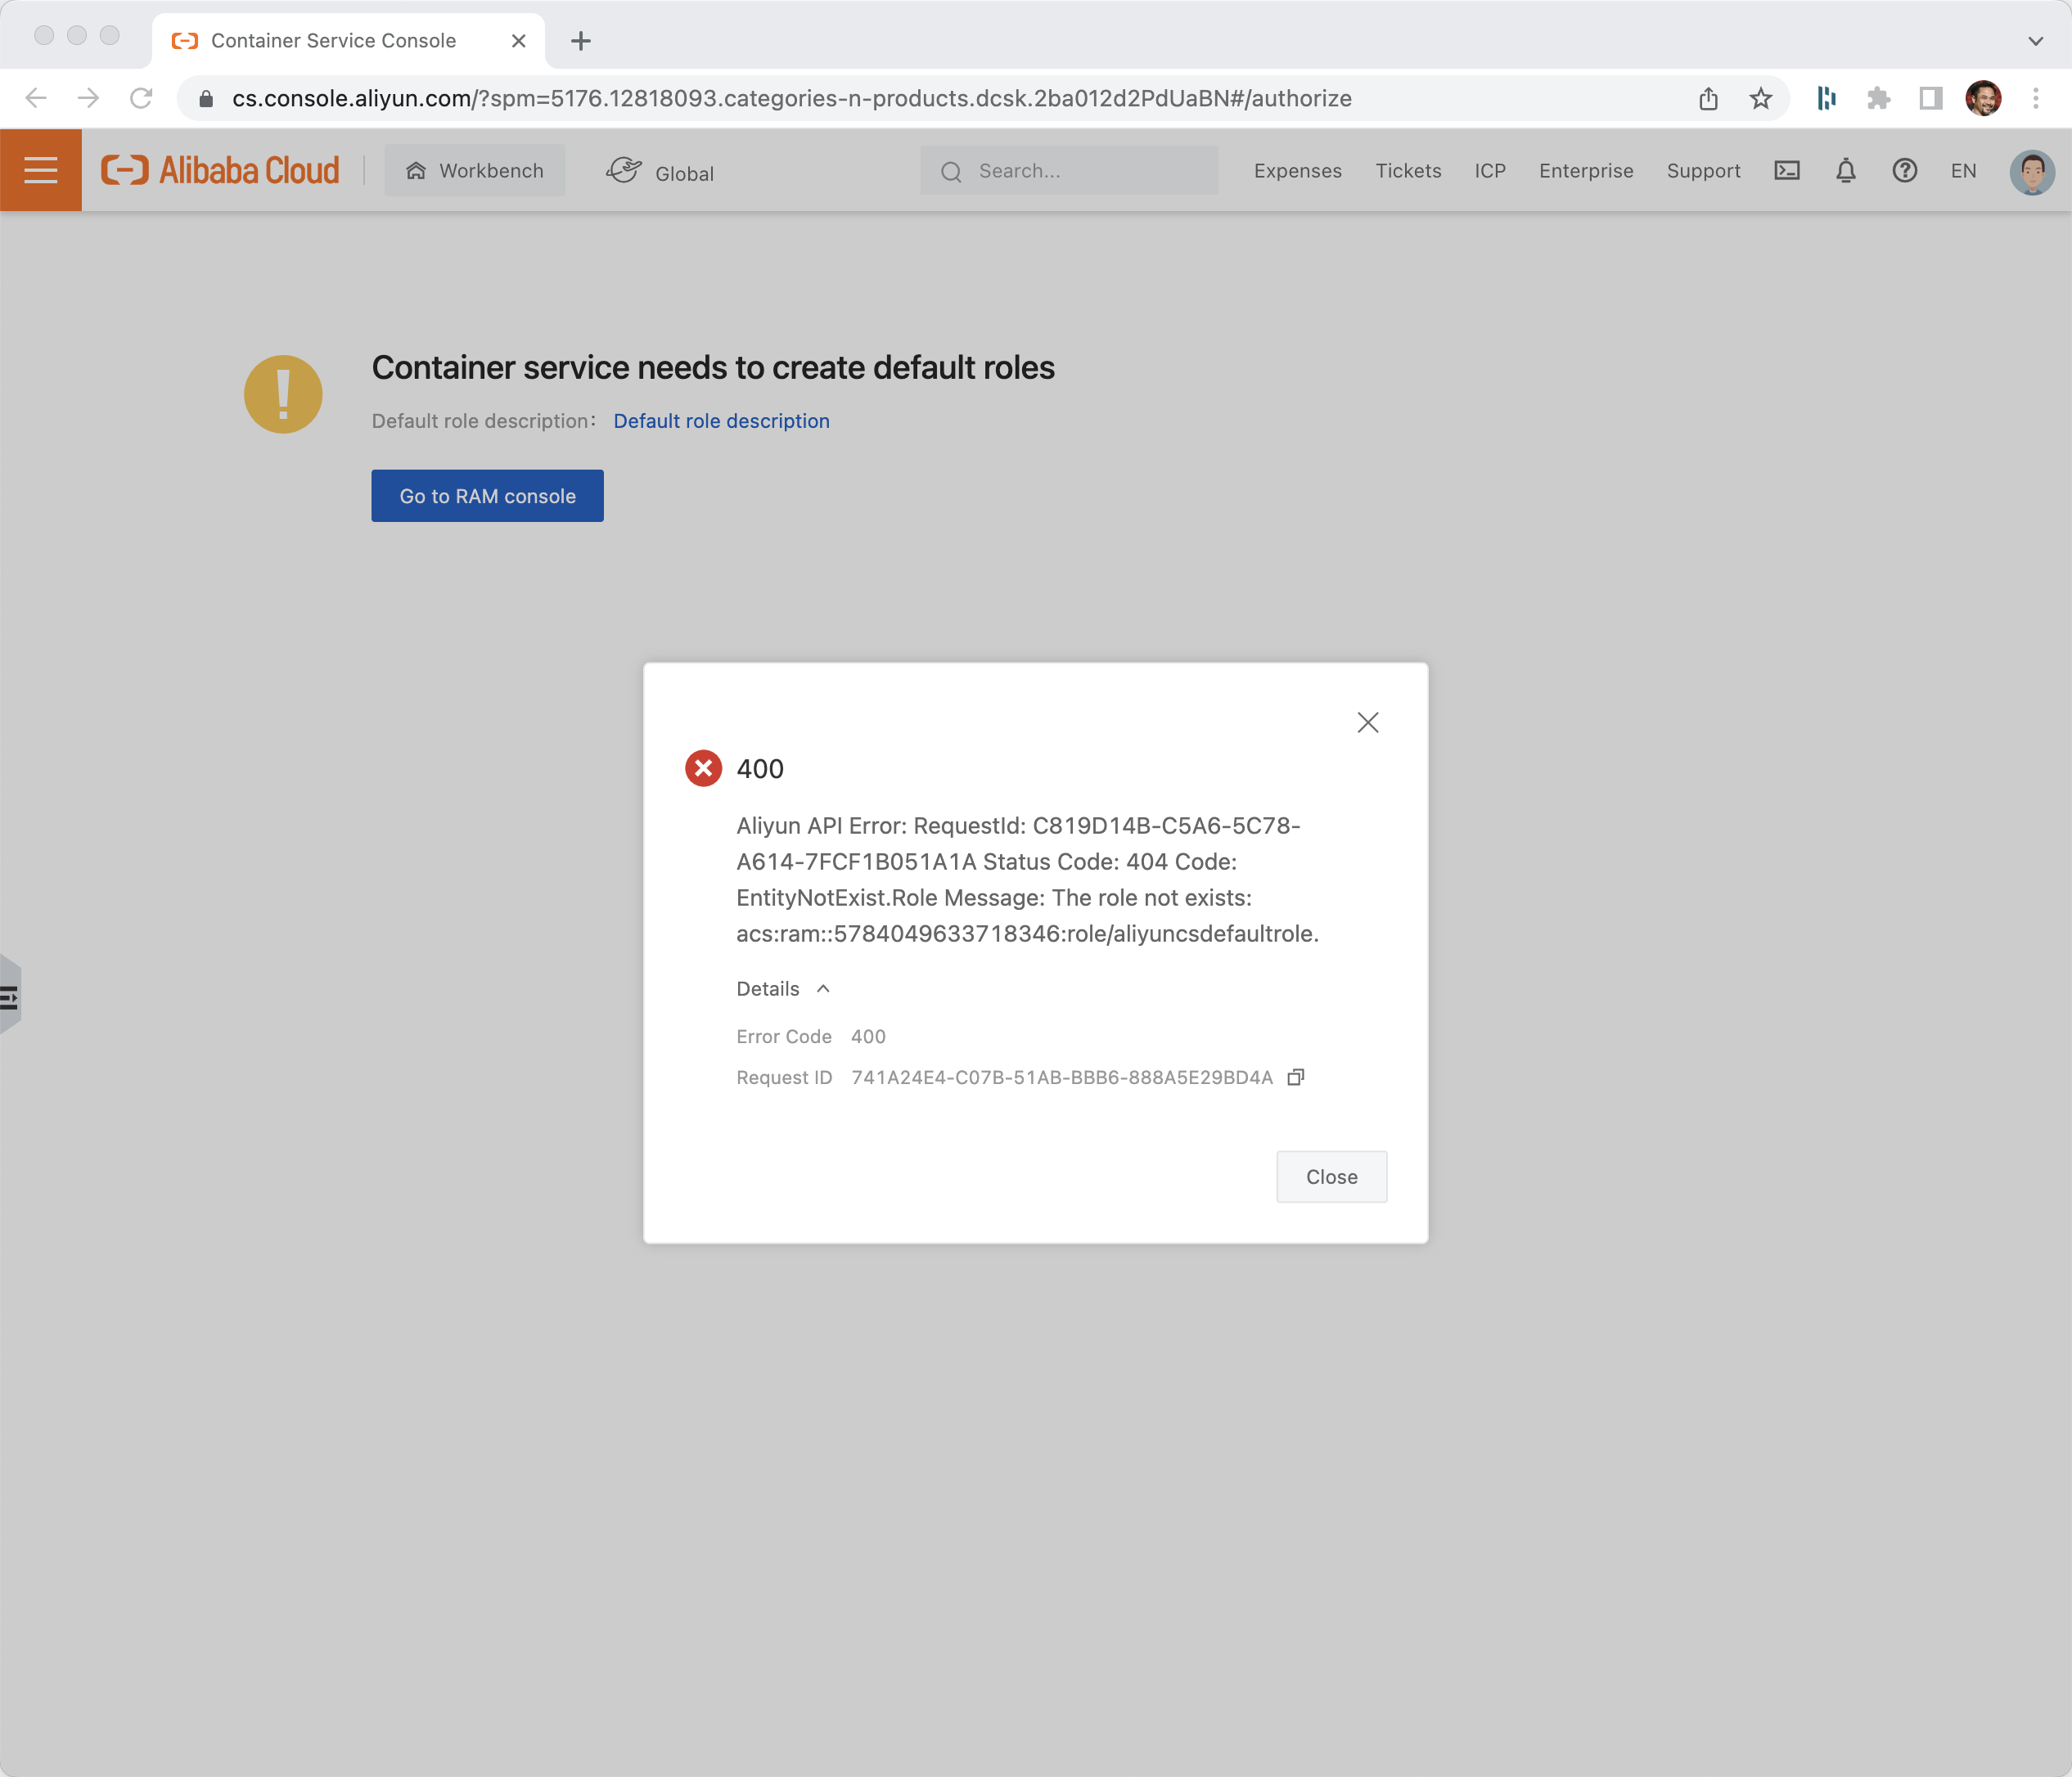 Container Service Console
cs.console.aliyun.com/?spm=5176.12818093.categories-n-products.dcsk.2ba012d2PdUaBN#/authorize
Alibaba Cloud
Workbench
Global
Search...
Expenses
Tickets
ICP
Enterprise
Support
EN
Container service needs to create default roles
Default role description: Default role description
Go to RAM console
400
Aliyun API Error: RequestId: C819D14B-C5A6-5C78-
A614-7FCF1B051A1A Status Code: 404 Code:
EntityNotExist.Role Message: The role not exists:
acs:ram::5784049633718346:role/aliyuncsdefaultrole.
Details
Error Code 400
Request ID 741A24E4-C07B-51AB-BBB6-888A5E29BD4A
Close